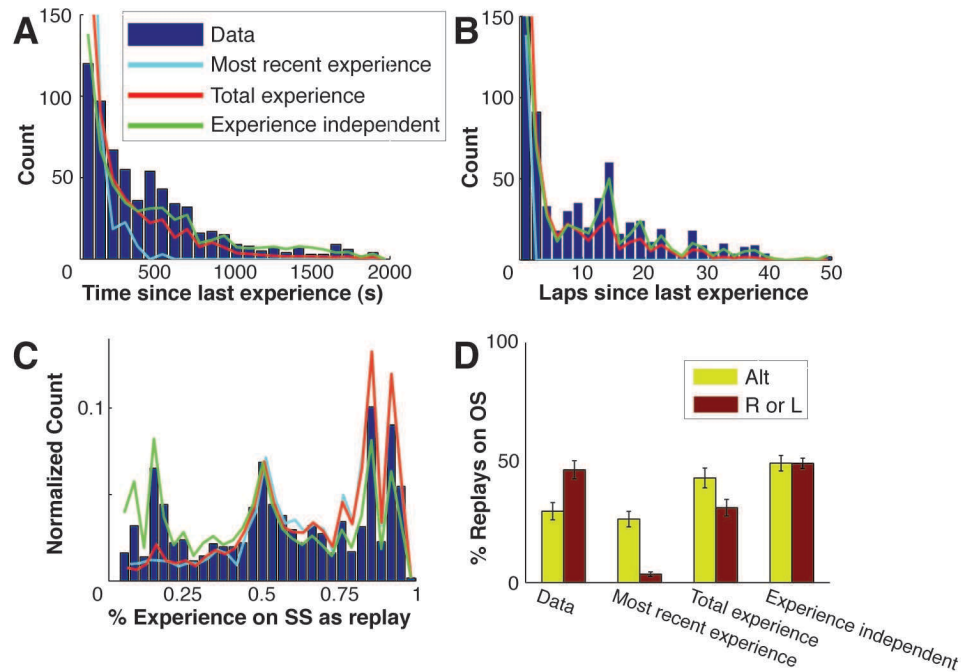 A
150
100
50
Count
0
500
1000
1500
2000
Time since last experience (s)
Data
Most recent experience
Total experience
Experience independent
B
150
100
50
Count
0
10
20
30
40
50
Laps since last experience
C
Normalized Count
0.1
0
0.25
0.5
0.75
1
% Experience on SS as replay
D
100
50
0
% Replays on OS
Alt
R or L
Data
Most recent experience
Total experience
Experience independent